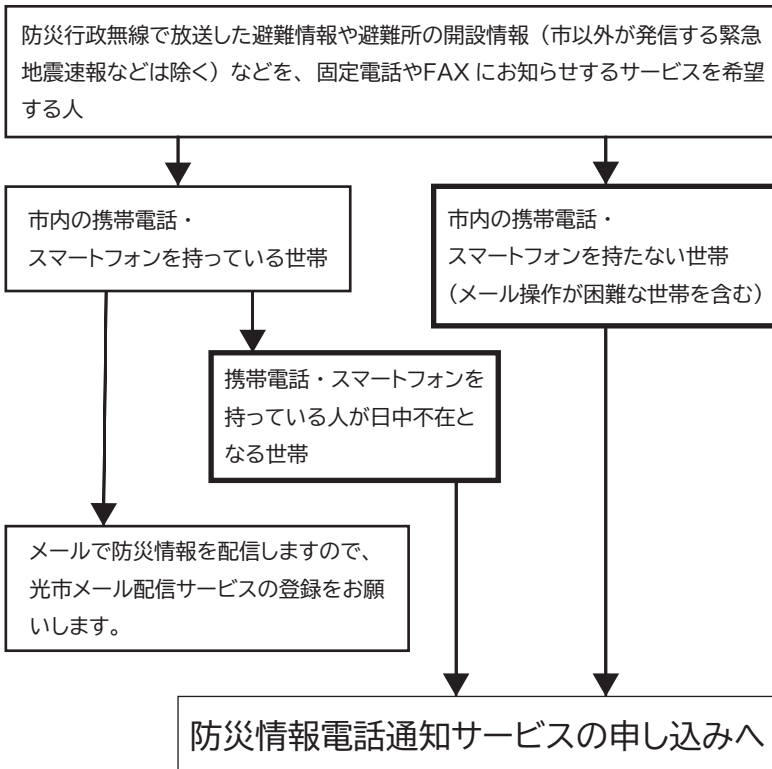 防災行政無線で放送した避難情報や避難所の開設情報（市以外が発信する緊急
地震速報などは除く）などを、固定電話やFAXにお知らせするサービスを希望
する人
市内の携帯電話・
スマートフォンを持っている世帯
市内の携帯電話・
スマートフォンを持たない世帯
（メール操作が困難な世帯を含む）
携帯電話・スマートフォンを
持っている人が日中不在と
なる世帯
メールで防災情報を配信しますので、
光市メール配信サービスの登録をお願
いします。
防災情報電話通知サービスの申し込みへ